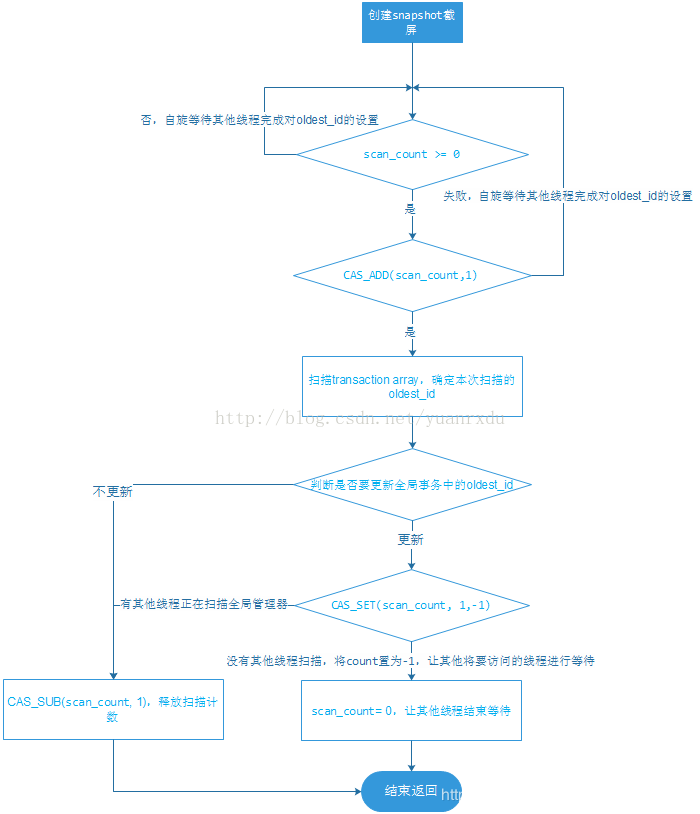 创建snapshot截
屏
否，自旋等待其他线程完成对oldest_id的设置
scan_count >= 0
失败，自旋等待其他线程完成对oldest_id的设置
是
CAS_ADD(scan_count,1)
是
扫描transaction array，确定本次扫描的
oldest_id
http://blog.csdn.net/yuanrxdu
判断是否要更新全局事务中的oldest_id
不更新
更新
有其他线程正在扫描全局管理器
CAS_SET(scan_count, 1,-1)
没有其他线程扫描，将count置为-1，让其他将要访问的线程进行等待
CAS_SUB(scan_count, 1)，释放扫描计
数
scan_count= 0，让其他线程结束等待
结束返回
htt